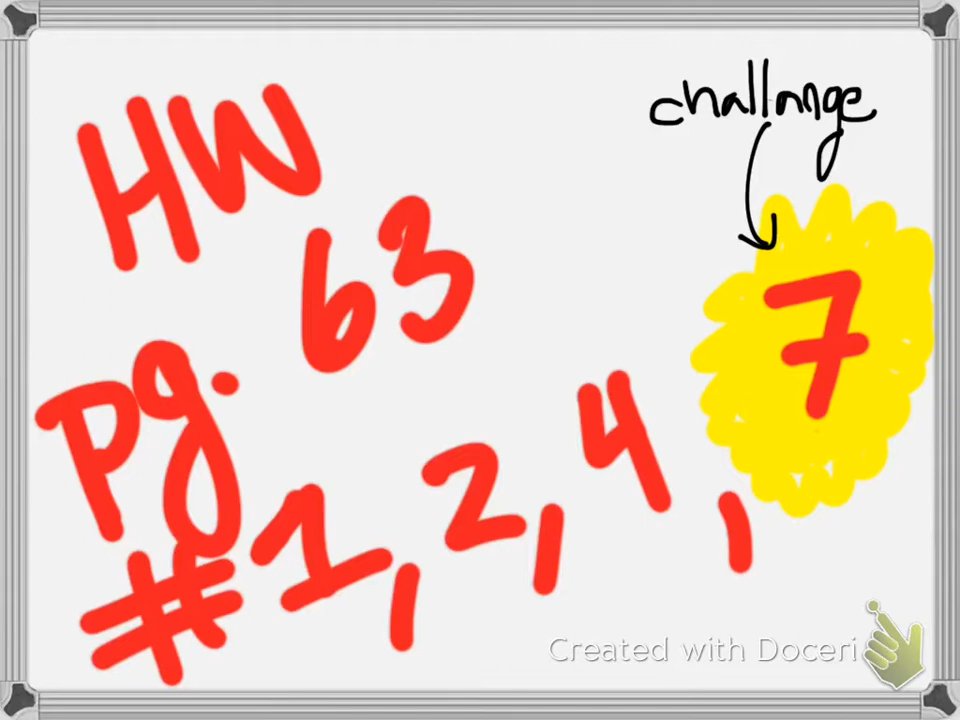 HW
challange
pg. 63
#1, 2, 4, 7
Created with Doceri